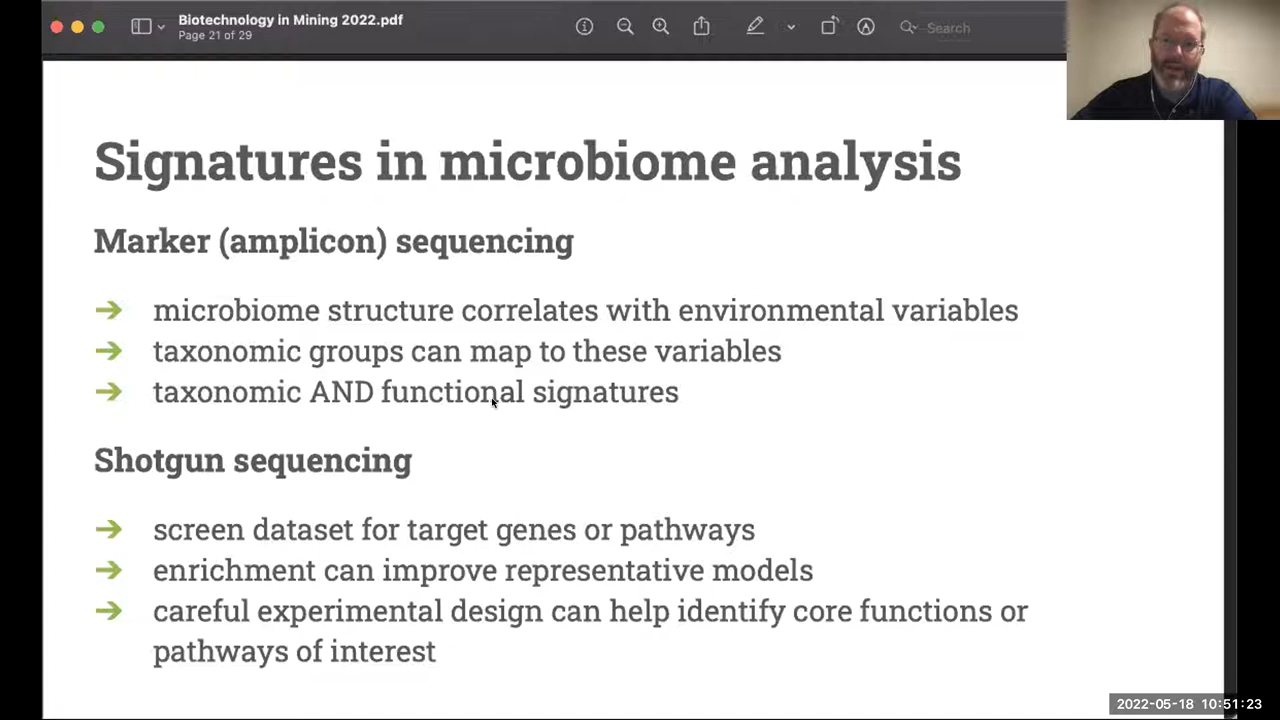 Biotechnology in Mining 2022.pdf
Page 21 of 29
Search
Signatures in microbiome analysis
Marker (amplicon) sequencing
➔ microbiome structure correlates with environmental variables
➔ taxonomic groups can map to these variables
➔ taxonomic AND functional signatures
Shotgun sequencing
➔ screen dataset for target genes or pathways
➔ enrichment can improve representative models
➔ careful experimental design can help identify core functions or
pathways of interest
2022-05-18 10:51:23